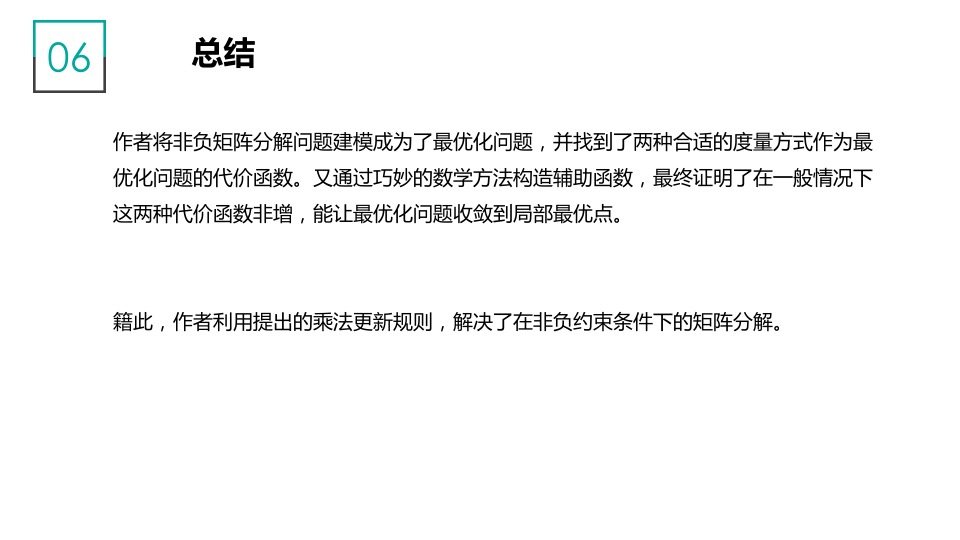 06
总结
作者将非负矩阵分解问题建模成为了最优化问题，并找到了两种合适的度量方式作为最
优化问题的代价函数。又通过巧妙的数学方法构造辅助函数，最终证明了在一般情况下
这两种代价函数非增，能让最优化问题收敛到局部最优点。
籍此，作者利用提出的乘法更新规则，解决了在非负约束条件下的矩阵分解。